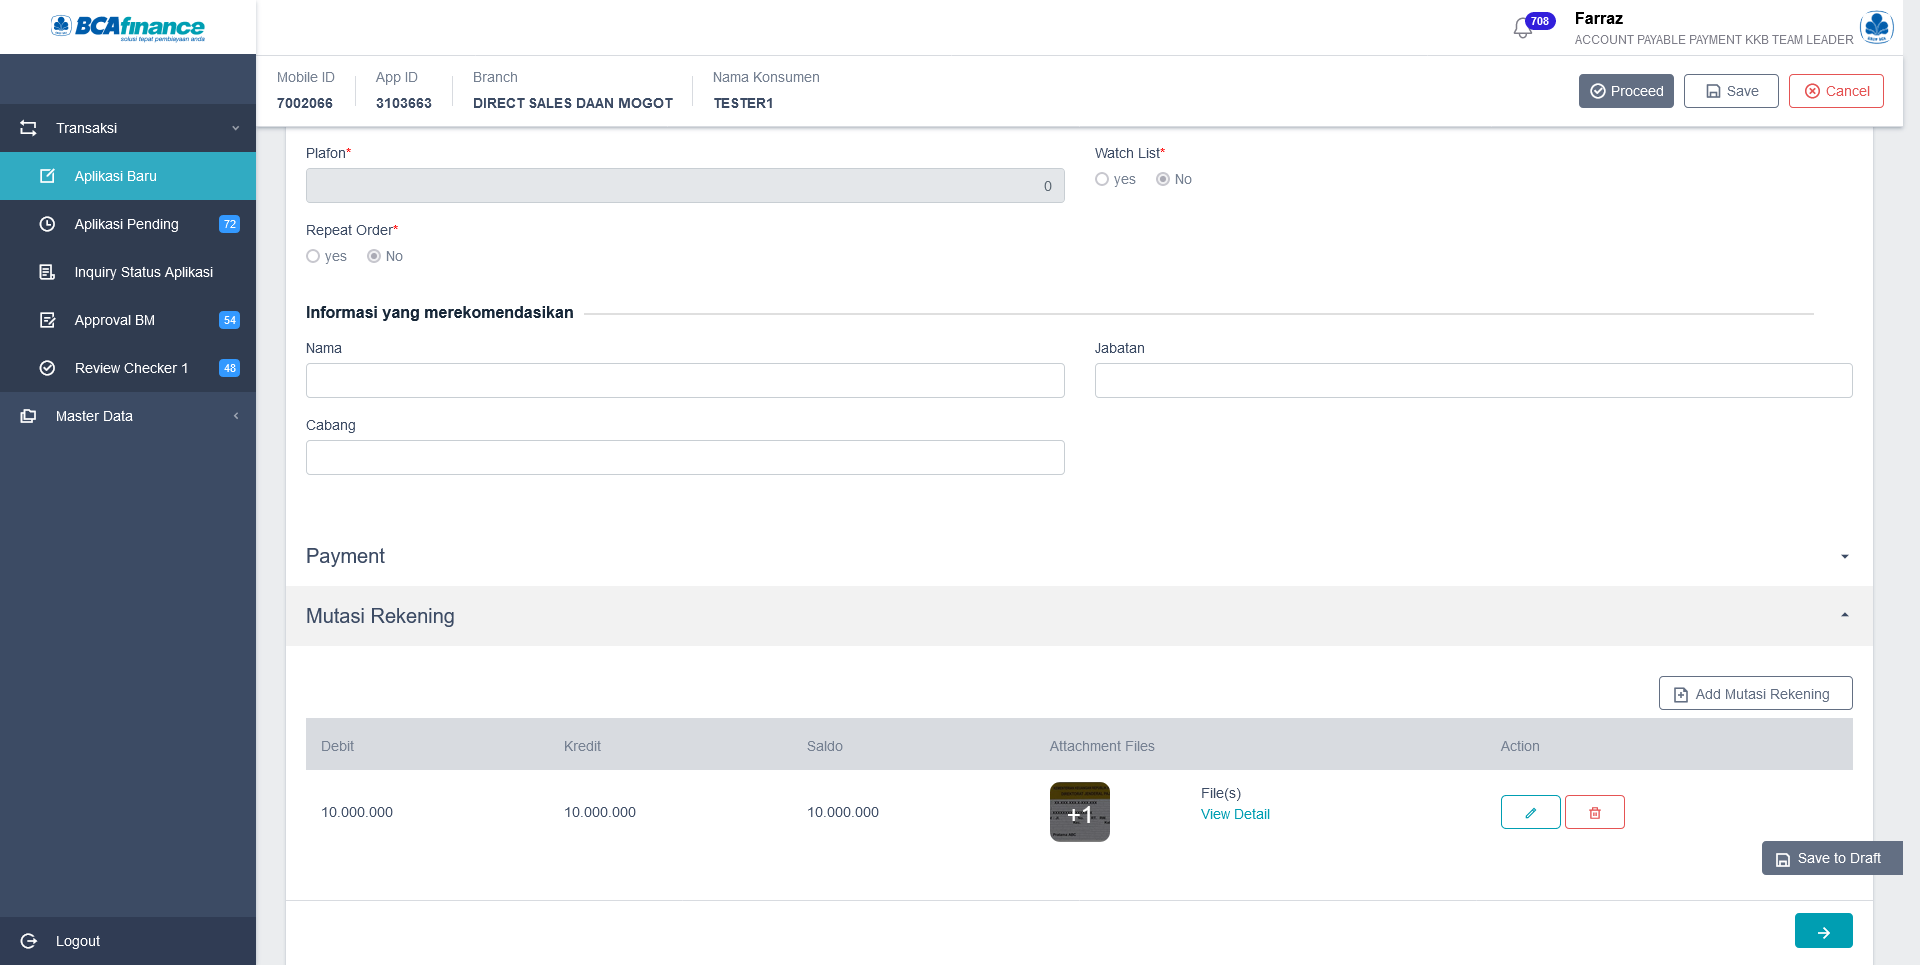 BCAfinance
solusi tepat pembiayaan anda
708
Farraz
ACCOUNT PAYABLE PAYMENT KKB TEAM LEADER
Mobile ID
7002066
App ID
3103663
Branch
DIRECT SALES DAAN MOGOT
Nama Konsumen
TESTER1
Proceed
Save
Cancel
Transaksi
Aplikasi Baru
Aplikasi Pending 72
Inquiry Status Aplikasi
Approval BM 54
Review Checker 1 48
Master Data
Logout
Plafon*
0
Watch List*
yes No
Repeat Order*
yes No
Informasi yang merekomendasikan
Nama
Jabatan
Cabang
Payment
Mutasi Rekening
Add Mutasi Rekening
Debit Kredit Saldo Attachment Files Action
10.000.000 10.000.000 10.000.000
+1
File(s)
View Detail
Save to Draft